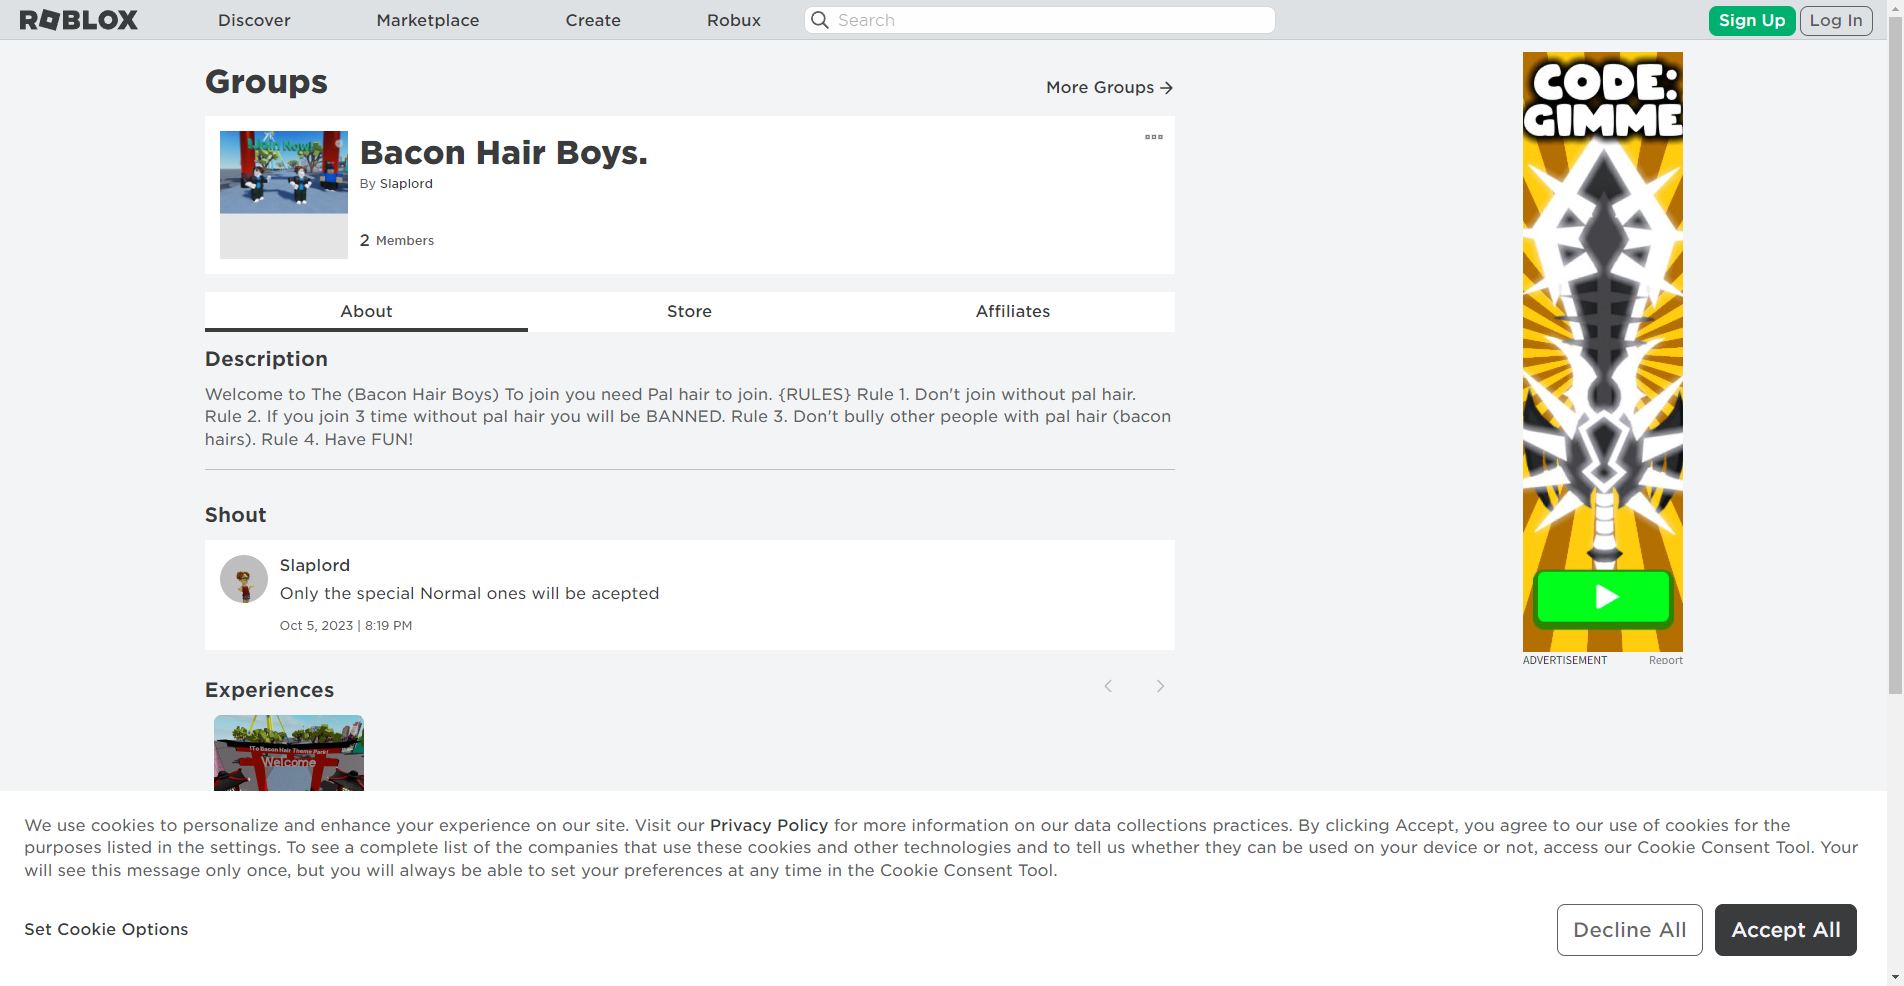 ROBLOX
Discover
Marketplace
Create
Robux
Search
Sign Up
Log In
Groups
More Groups
Join Now!
Bacon Hair Boys.
By Slaplord
2 Members
About
Store
Affiliates
Description
Welcome to The (Bacon Hair Boys) To join you need Pal hair to join. {RULES} Rule 1. Don't join without pal hair.
Rule 2. If you join 3 time without pal hair you will be BANNED. Rule 3. Don't bully other people with pal hair (bacon
hairs). Rule 4. Have FUN!
Shout
Slaplord
Only the special Normal ones will be acepted
Oct 5, 2023 | 8:19 PM
Experiences
!To Bacon Hair Theme Park!
Welcome
CODE:
GIMME
ADVERTISEMENT
Report
We use cookies to personalize and enhance your experience on our site. Visit our Privacy Policy for more information on our data collections practices. By clicking Accept, you agree to our use of cookies for the
purposes listed in the settings. To see a complete list of the companies that use these cookies and other technologies and to tell us whether they can be used on your device or not, access our Cookie Consent Tool. Your
will see this message only once, but you will always be able to set your preferences at any time in the Cookie Consent Tool.
Set Cookie Options
Decline All
Accept All